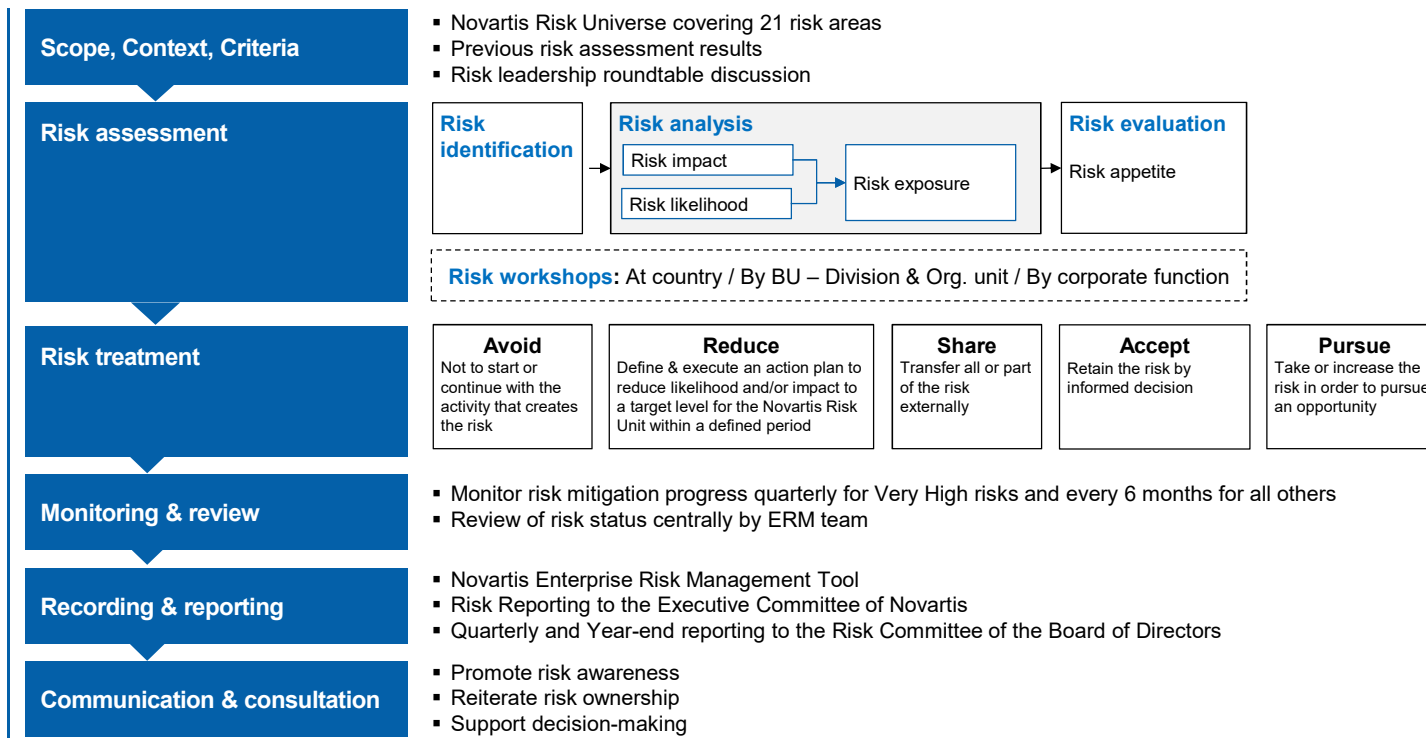 Scope, Context, Criteria
▪ Novartis Risk Universe covering 21 risk areas
▪ Previous risk assessment results
▪ Risk leadership roundtable discussion
Risk assessment
Risk
identification
Risk analysis
Risk impact
Risk likelihood
Risk exposure
Risk evaluation
Risk appetite
Risk workshops: At country / By BU – Division & Org. unit / By corporate function
Risk treatment
Avoid
Not to start or
continue with the
activity that creates
the risk
Reduce
Define & execute an action plan to
reduce likelihood and/or impact to
a target level for the Novartis Risk
Unit within a defined period
Share
Transfer all or part
of the risk
externally
Accept
Retain the risk by
informed decision
Pursue
Take or increase the
risk in order to pursue
an opportunity
Monitoring & review
▪ Monitor risk mitigation progress quarterly for Very High risks and every 6 months for all others
▪ Review of risk status centrally by ERM team
Recording & reporting
▪ Novartis Enterprise Risk Management Tool
▪ Risk Reporting to the Executive Committee of Novartis
▪ Quarterly and Year-end reporting to the Risk Committee of the Board of Directors
Communication & consultation
▪ Promote risk awareness
▪ Reiterate risk ownership
▪ Support decision-making